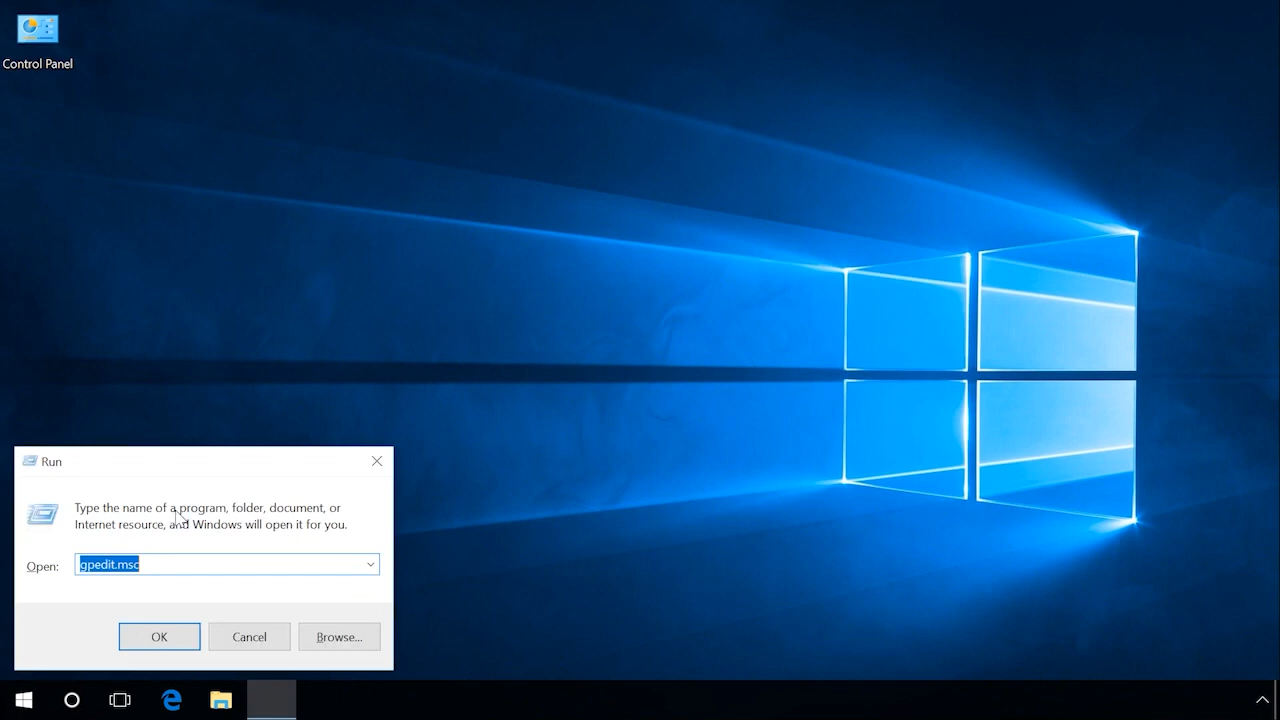 Control Panel
Run
Type the name of a program, folder, document, or
Internet resource, and Windows will open it for you.
Open:
gpedit.msc
OK
Cancel
Browse...